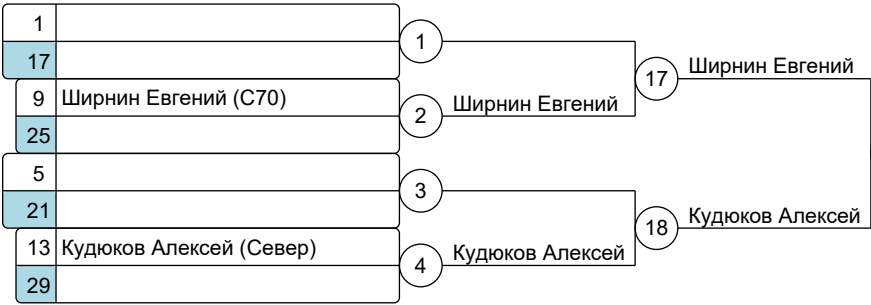 1
17
1
9 Ширнин Евгений (С70)
25
2
Ширнин Евгений
17
Ширнин Евгений
5
21
3
13 Кудюков Алексей (Север)
29
4
Кудюков Алексей
18
Кудюков Алексей